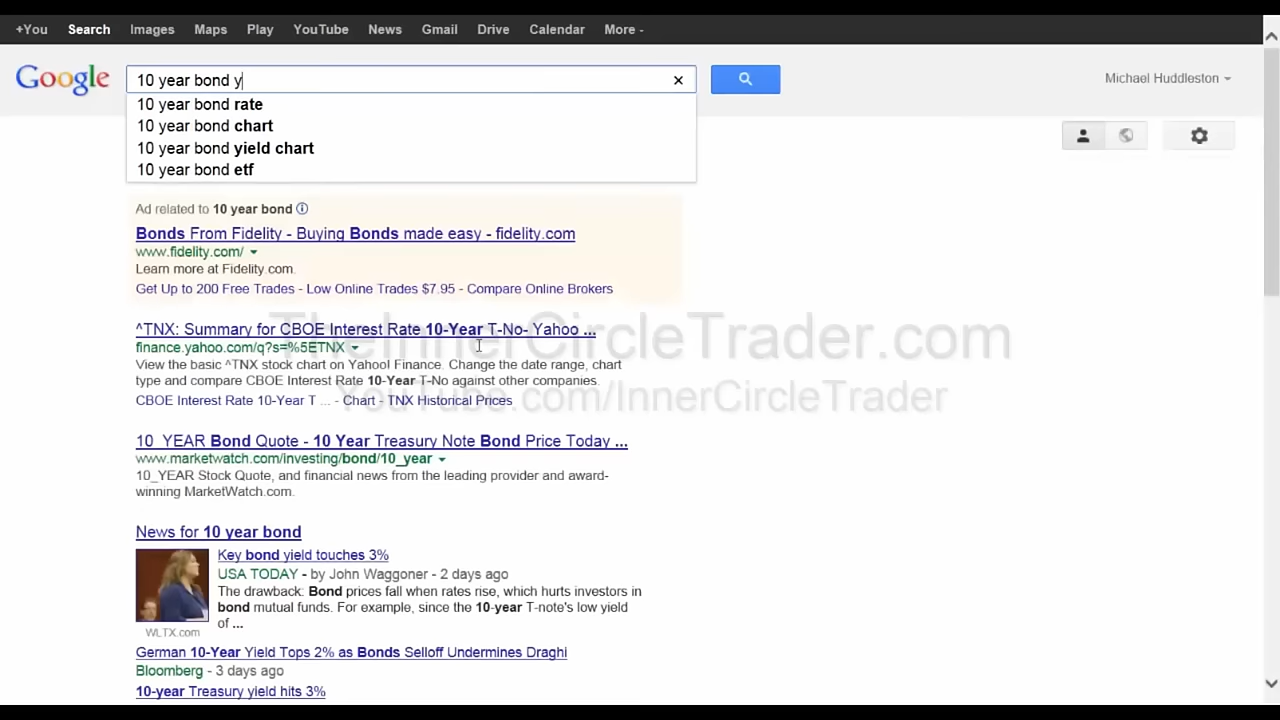 +You Search Images Maps Play YouTube News Gmail Drive Calendar More -
Google 10 year bond y × Michael Huddleston
10 year bond rate
10 year bond chart
10 year bond yield chart
10 year bond etf
Ad related to 10 year bond
Bonds From Fidelity - Buying Bonds made easy - fidelity.com
www.fidelity.com/
Learn more at Fidelity.com.
Get Up to 200 Free Trades - Low Online Trades $7.95 - Compare Online Brokers
TheInnerCircleTrader.com
^TNX: Summary for CBOE Interest Rate 10-Year T-No- Yahoo ...
finance.yahoo.com/q?s=%5ETNX
View the basic ^TNX stock chart on Yahoo! Finance. Change the date range, chart
type and compare CBOE Interest Rate 10-Year T-No against other companies.
YouTube.com/InnerCircleTrader
CBOE Interest Rate 10-Year T ... - Chart - TNX Historical Prices
10_YEAR Bond Quote - 10 Year Treasury Note Bond Price Today ...
www.marketwatch.com/investing/bond/10_year
10_YEAR Stock Quote, and financial news from the leading provider and award-
winning MarketWatch.com.
News for 10 year bond
Key bond yield touches 3%
USA TODAY - by John Waggoner - 2 days ago
The drawback: Bond prices fall when rates rise, which hurts investors in
bond mutual funds. For example, since the 10-year T-note's low yield
of ...
WLTX.com
German 10-Year Yield Tops 2% as Bonds Selloff Undermines Draghi
Bloomberg - 3 days ago
10-year Treasury yield hits 3%